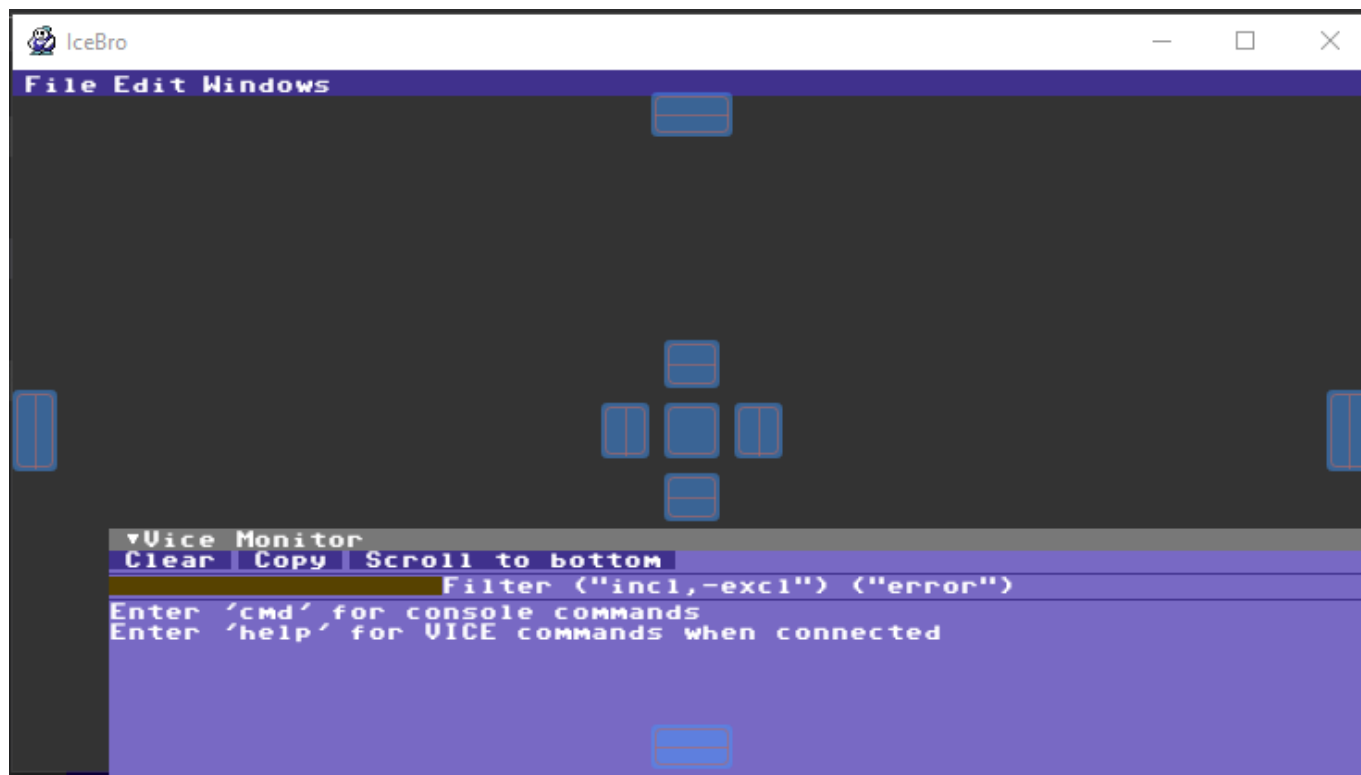 IceBro
File Edit Windows
▼Vice Monitor
Clear Copy Scroll to bottom
Filter ("incl,-excl") ("error")
Enter 'cmd' for console commands
Enter 'help' for VICE commands when connected